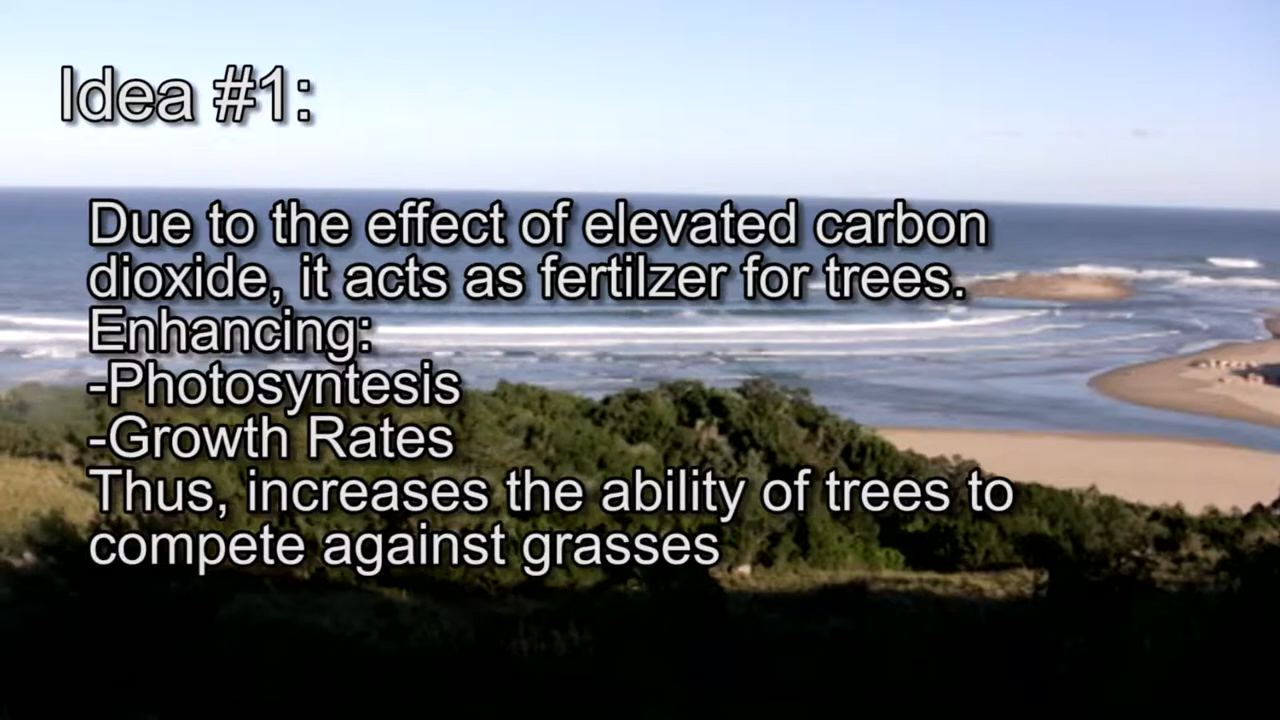 Idea #1:
Due to the effect of elevated carbon
dioxide, it acts as fertilzer for trees.
Enhancing:
-Photosyntesis
-Growth Rates
Thus, increases the ability of trees to
compete against grasses